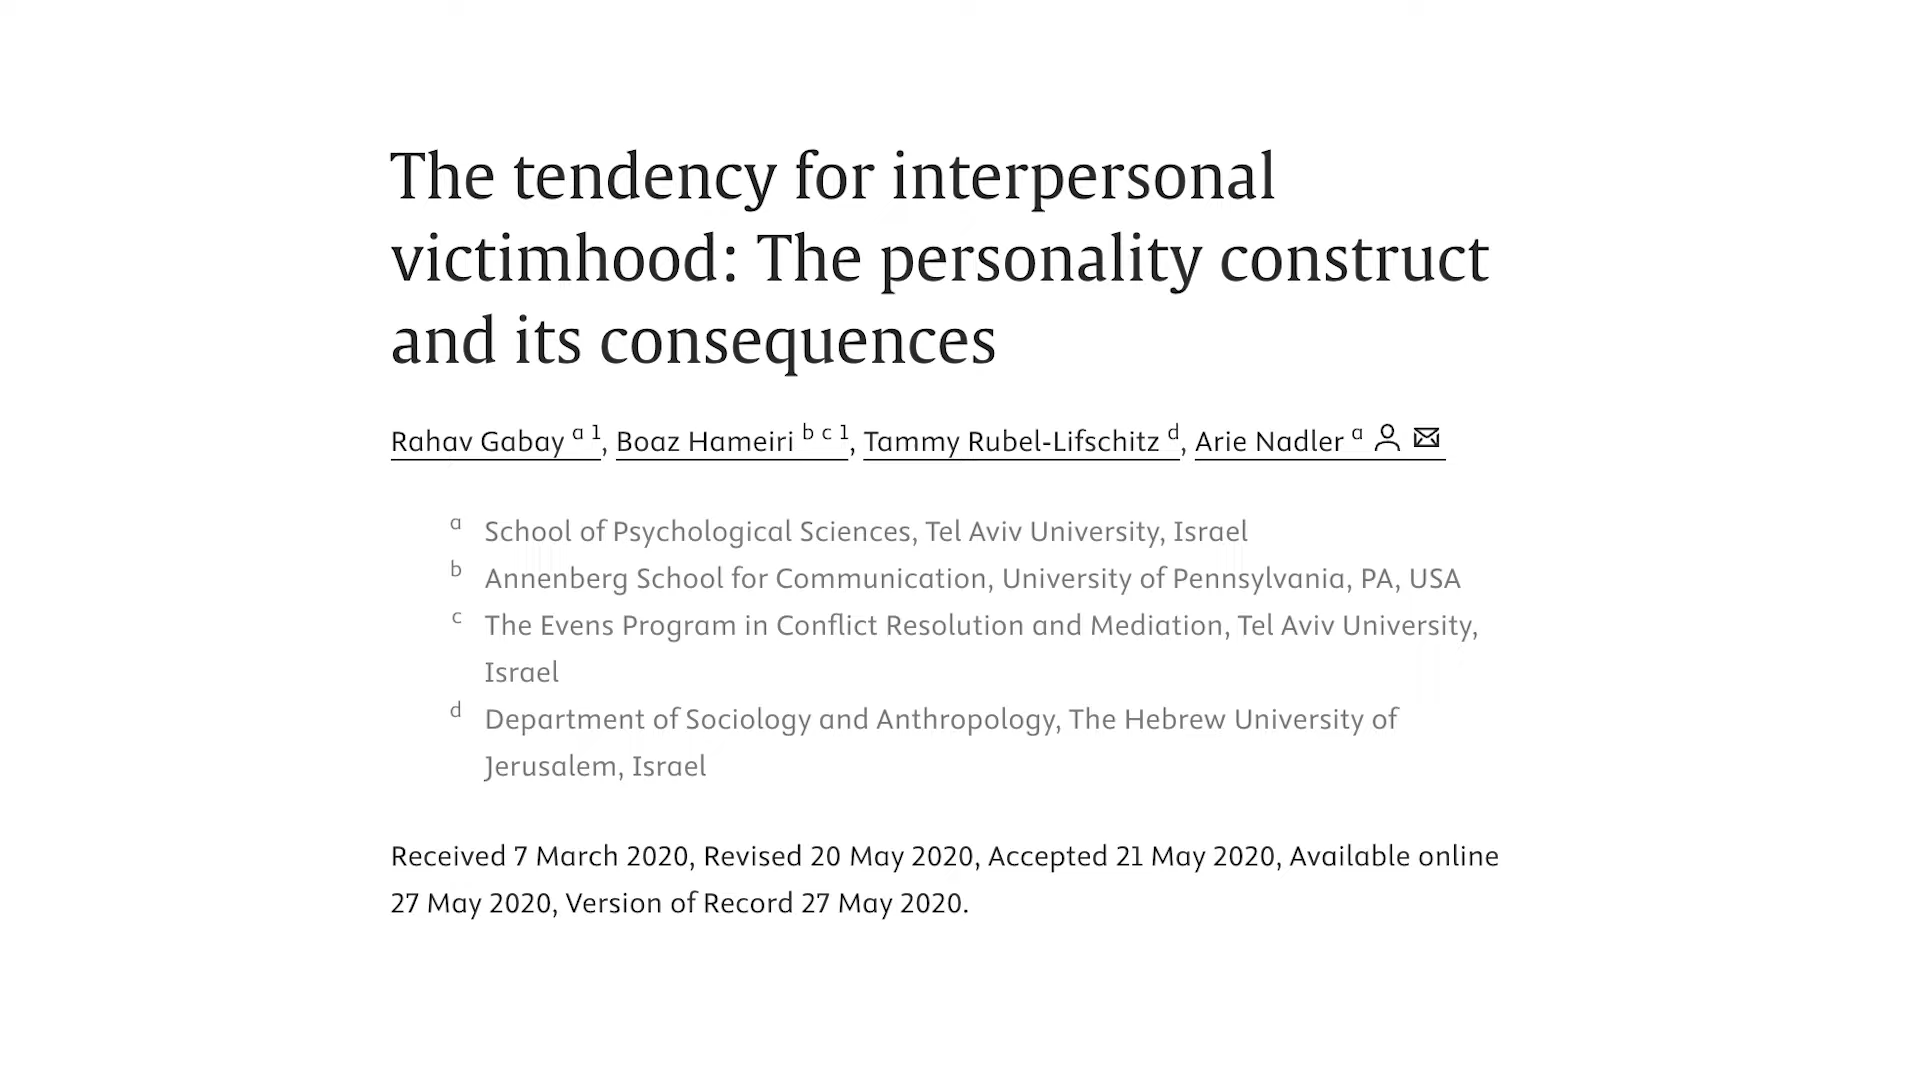 The tendency for interpersonal
victimhood: The personality construct
and its consequences
Rahav Gabay a 1, Boaz Hameiri b c 1, Tammy Rubel-Lifschitz d, Arie Nadler a
a School of Psychological Sciences, Tel Aviv University, Israel
b Annenberg School for Communication, University of Pennsylvania, PA, USA
c The Evens Program in Conflict Resolution and Mediation, Tel Aviv University,
Israel
d Department of Sociology and Anthropology, The Hebrew University of
Jerusalem, Israel
Received 7 March 2020, Revised 20 May 2020, Accepted 21 May 2020, Available online
27 May 2020, Version of Record 27 May 2020.